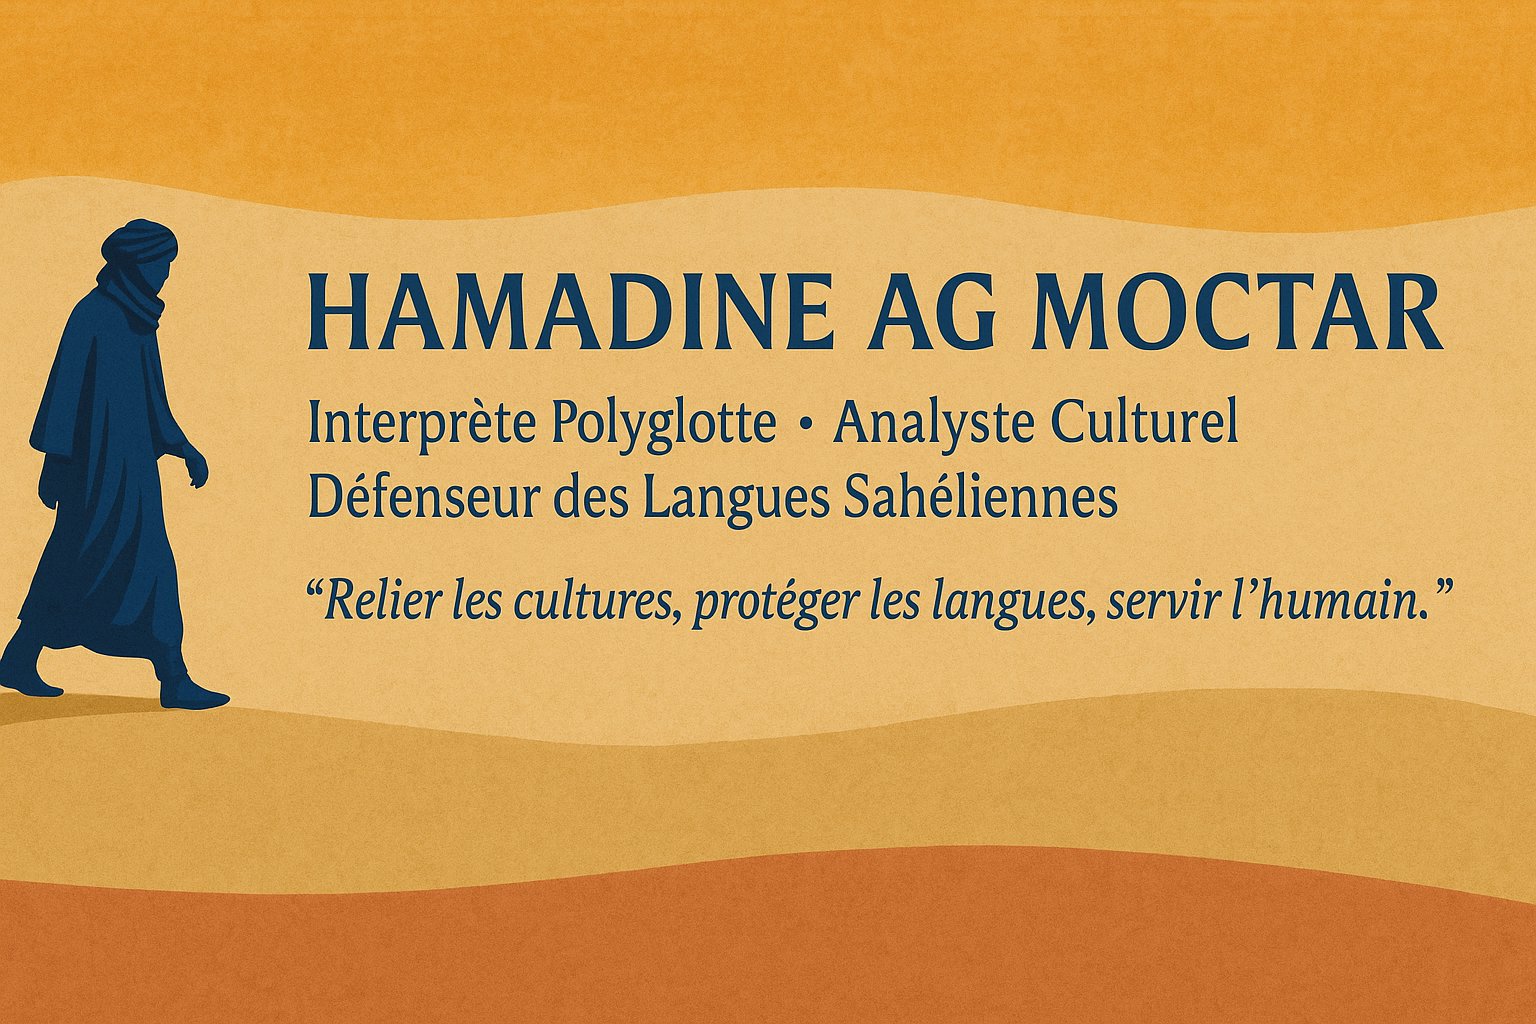 HAMADINE AG MOCTAR
Interprète Polyglotte • Analyste Culturel
Défenseur des Langues Sahéliennes
“Relier les cultures, protéger les langues, servir l’humain.”